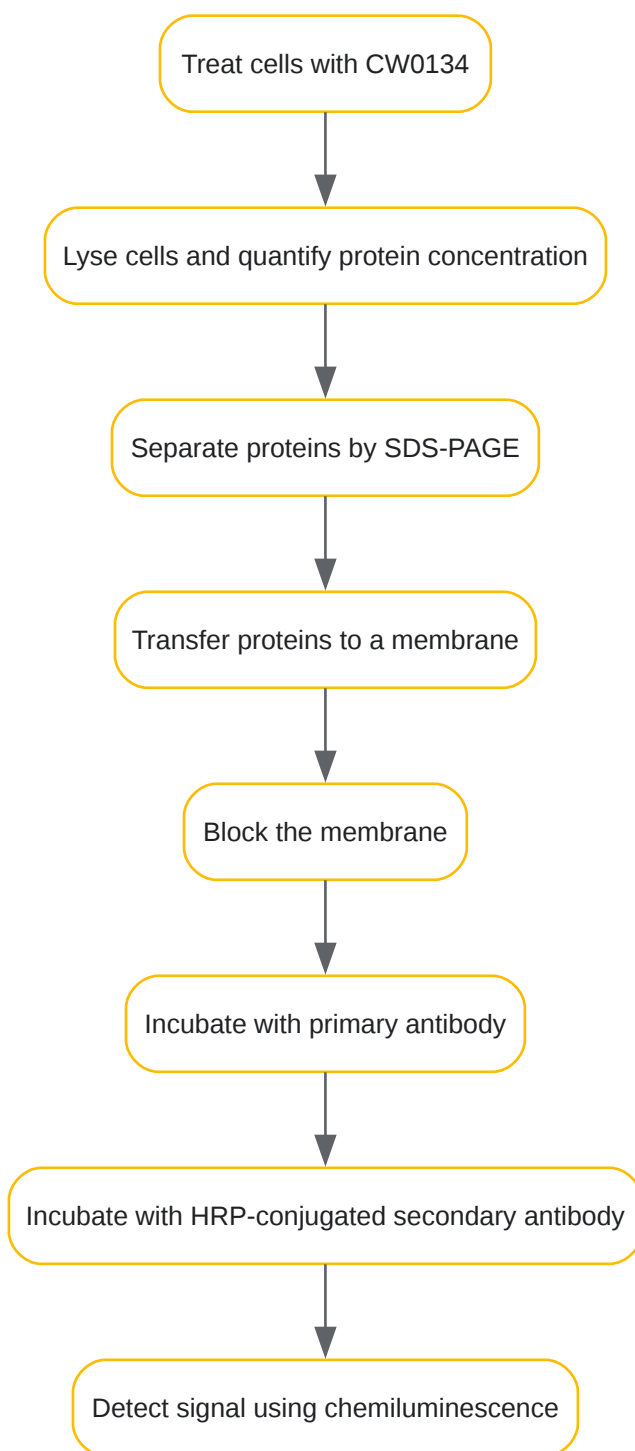 Treat cells with CW0134
Lyse cells and quantify protein concentration
Separate proteins by SDS-PAGE
Transfer proteins to a membrane
Block the membrane
Incubate with primary antibody
Incubate with HRP-conjugated secondary antibody
Detect signal using chemiluminescence